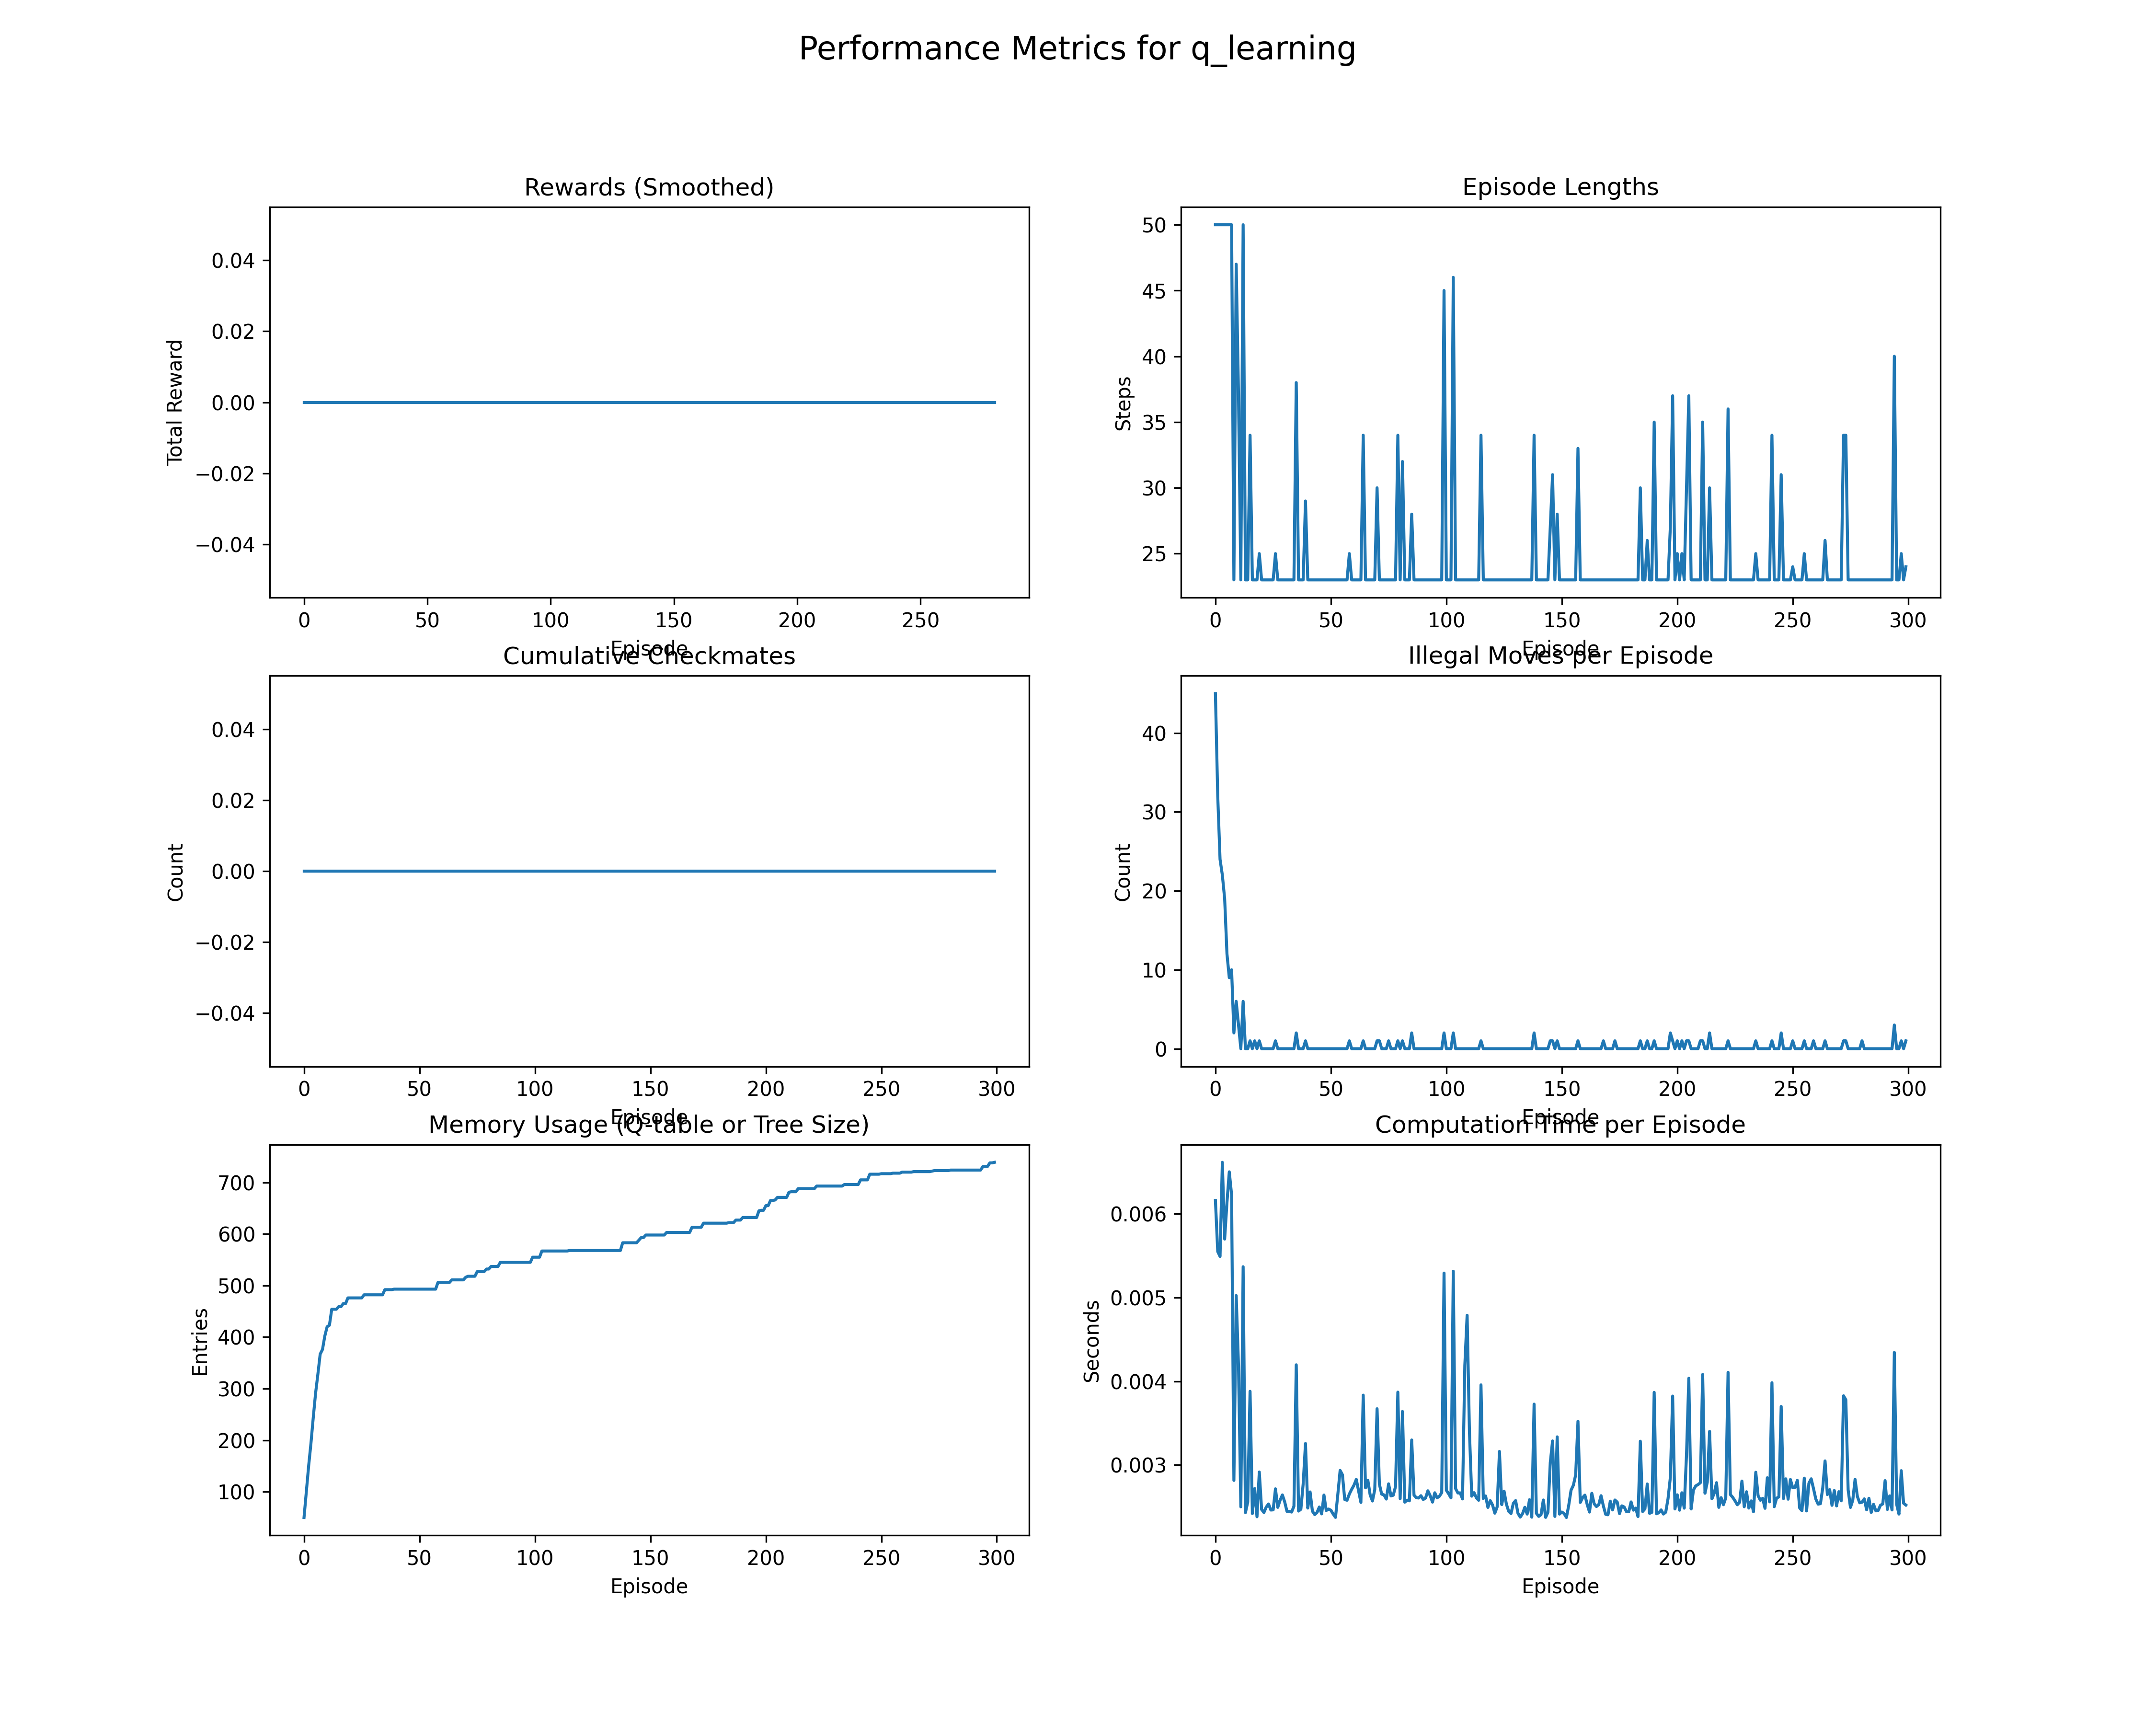 Performance Metrics for q_learning
Rewards (Smoothed)
Total Reward
0.04
0.02
0.00
−0.02
−0.04
0 50 100 150 200 250
Episode
Episode Lengths
Steps
50
45
40
35
30
25
0 50 100 150 200 250 300
Episode
Cumulative Checkmates
Count
0.04
0.02
0.00
−0.02
−0.04
0 50 100 150 200 250 300
Episode
Illegal Moves per Episode
Count
40
30
20
10
0
0 50 100 150 200 250 300
Episode
Memory Usage (Q-table or Tree Size)
Entries
700
600
500
400
300
200
100
0 50 100 150 200 250 300
Episode
Computation Time per Episode
Seconds
0.006
0.005
0.004
0.003
0 50 100 150 200 250 300
Episode